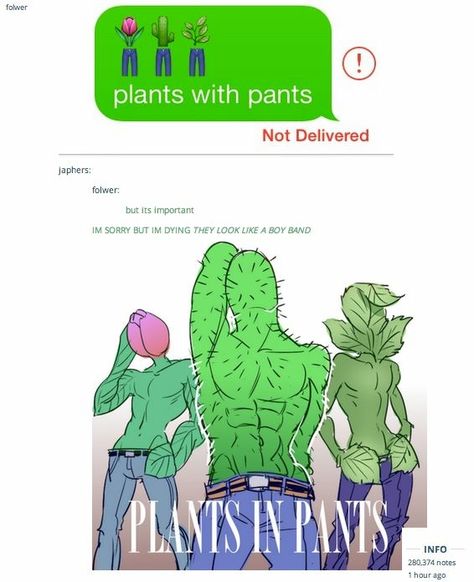 folwer
plants with pants
Not Delivered
japhers:
folwer:
but its important
IM SORRY BUT IM DYING THEY LOOK LIKE A BOY BAND
PLANTS IN PANTS
INFO
280,374 notes
1 hour ago